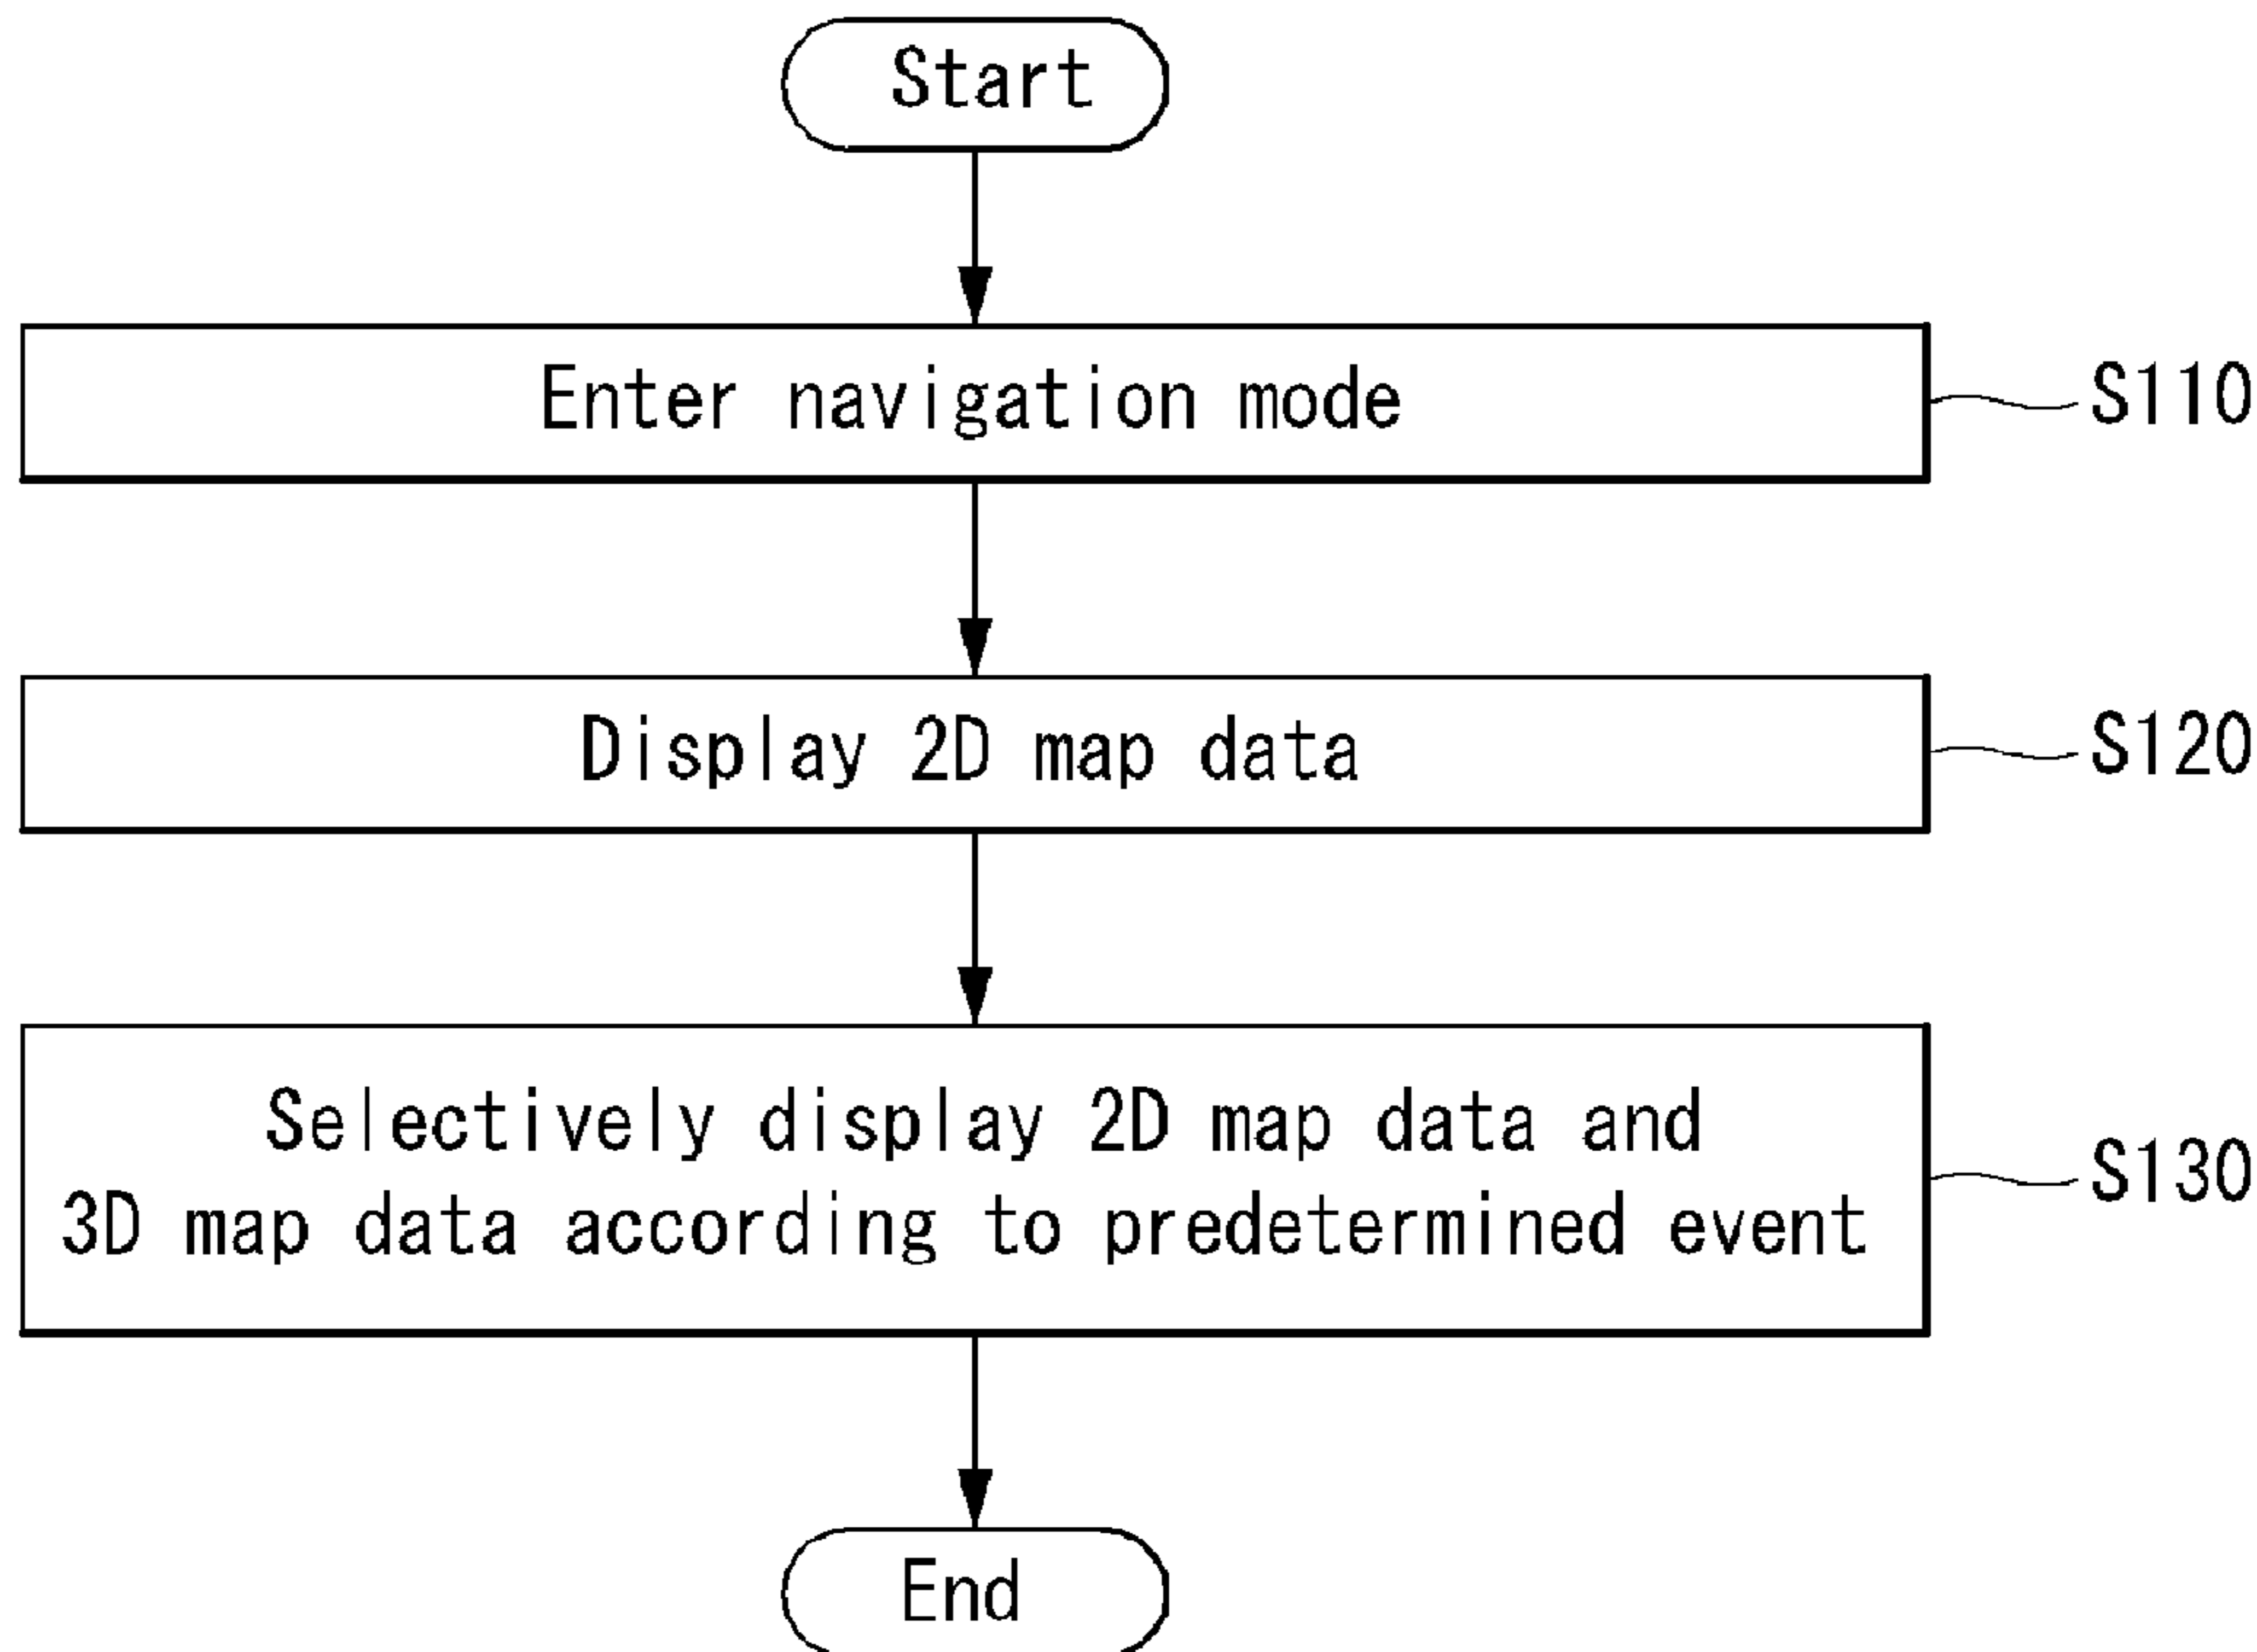 Start
Enter navigation mode
S110
Display 2D map data
S120
Selectively display 2D map data and
3D map data according to predetermined event
S130
End